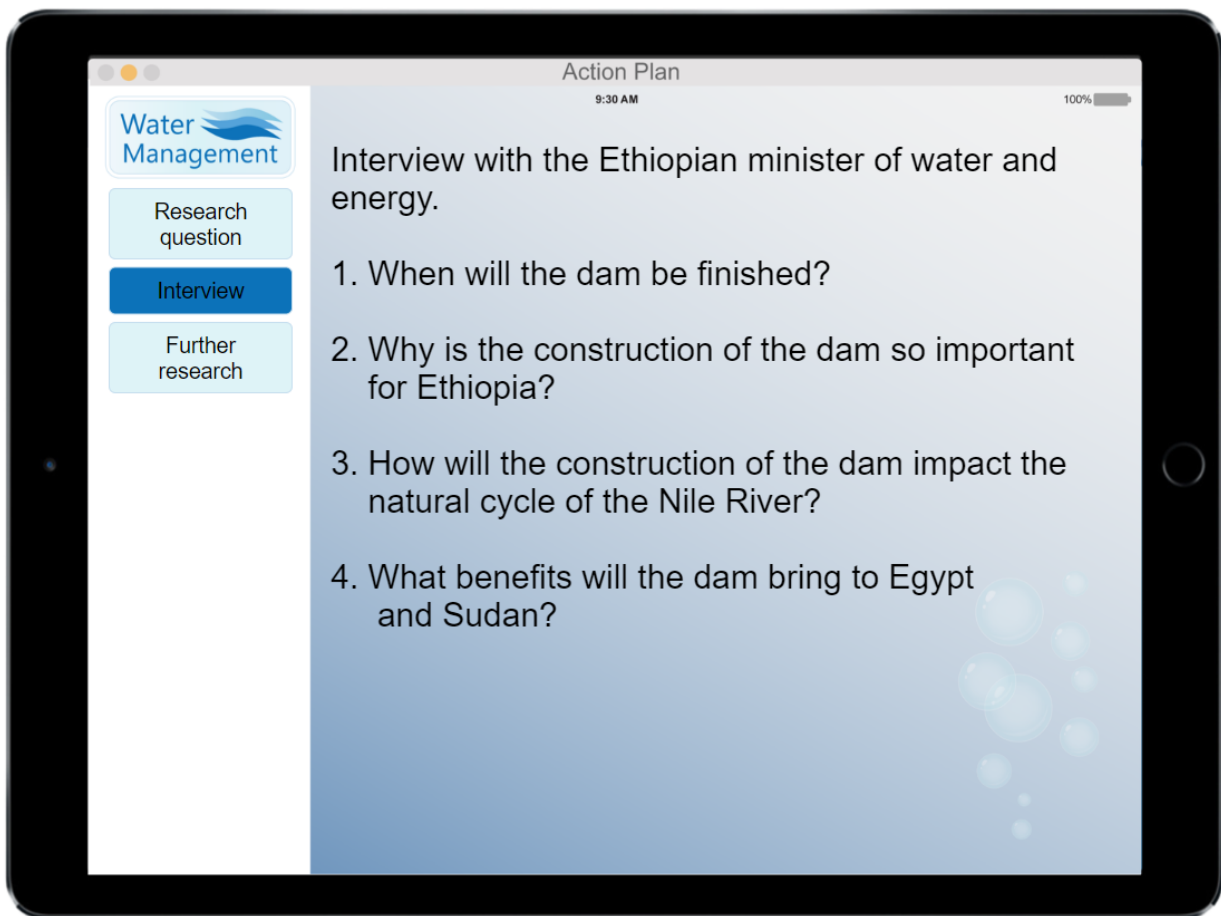 Action Plan
9:30 AM
100%
Water
Management
Research
question
Interview
Further
research
Interview with the Ethiopian minister of water and
energy.
1. When will the dam be finished?
2. Why is the construction of the dam so important
for Ethiopia?
3. How will the construction of the dam impact the
natural cycle of the Nile River?
4. What benefits will the dam bring to Egypt
and Sudan?